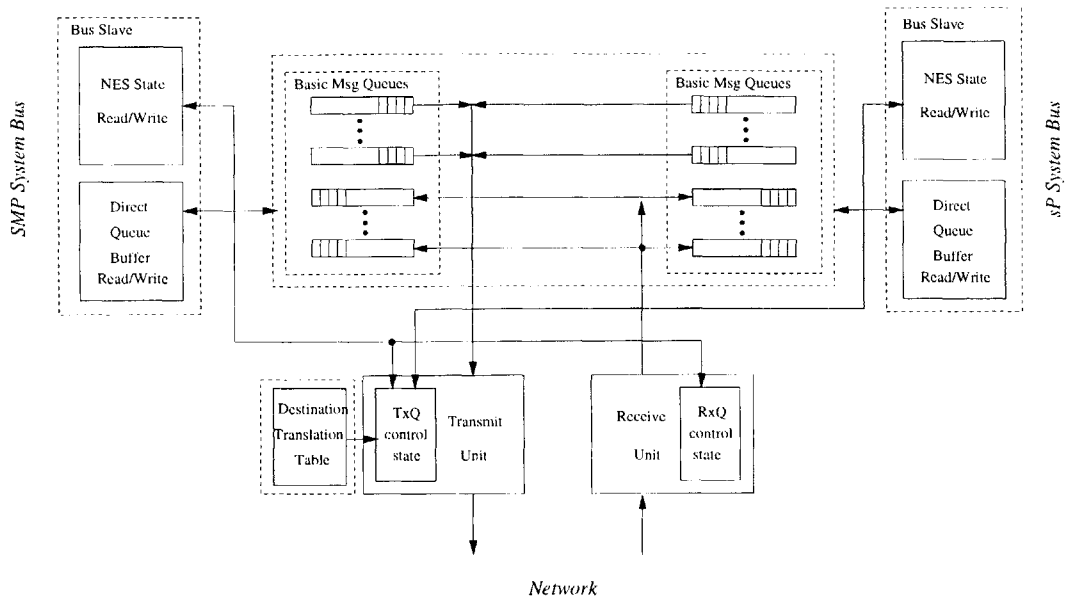 Bus Slave
NES State
Read/Write
Direct
Queue
Buffer
Read/Write
SMP System Bus
Basic Msg Queues
Basic Msg Queues
Bus Slave
NES State
Read/Write
Direct
Queue
Buffer
Read/Write
sP System Bus
Destination
Translation
Table
TxQ
control
state
Transmit
Unit
Receive
Unit
RxQ
control
state
Network